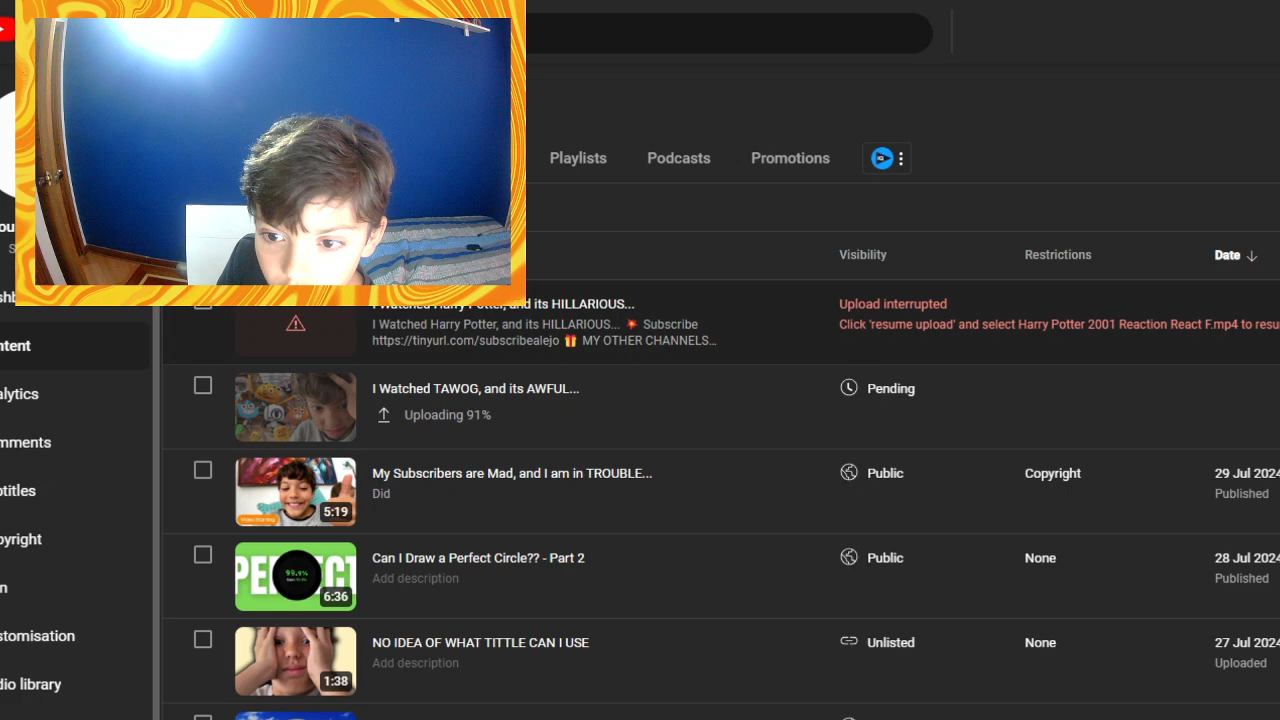 Playlists Podcasts Promotions
Visibility Restrictions Date
I Watched Harry Potter, and its HILLARIOUS...
I Watched Harry Potter, and its HILLARIOUS... 💥 Subscribe
https://tinyurl.com/subscribealejo 🎁 MY OTHER CHANNELS...
Upload interrupted
Click 'resume upload' and select Harry Potter 2001 Reaction React F.mp4 to resu
ntent
I Watched TAWOG, and its AWFUL...
Uploading 91%
Pending
alytics
mments
My Subscribers are Mad, and I am in TROUBLE...
Did
5:19
Public
Copyright
29 Jul 2024
Published
otitles
pyright
Can I Draw a Perfect Circle?? - Part 2
Add description
PERFECT
6:36
Public
None
28 Jul 2024
Published
n
stomisation
NO IDEA OF WHAT TITTLE CAN I USE
Add description
1:38
Unlisted
None
27 Jul 2024
Uploaded
dio library